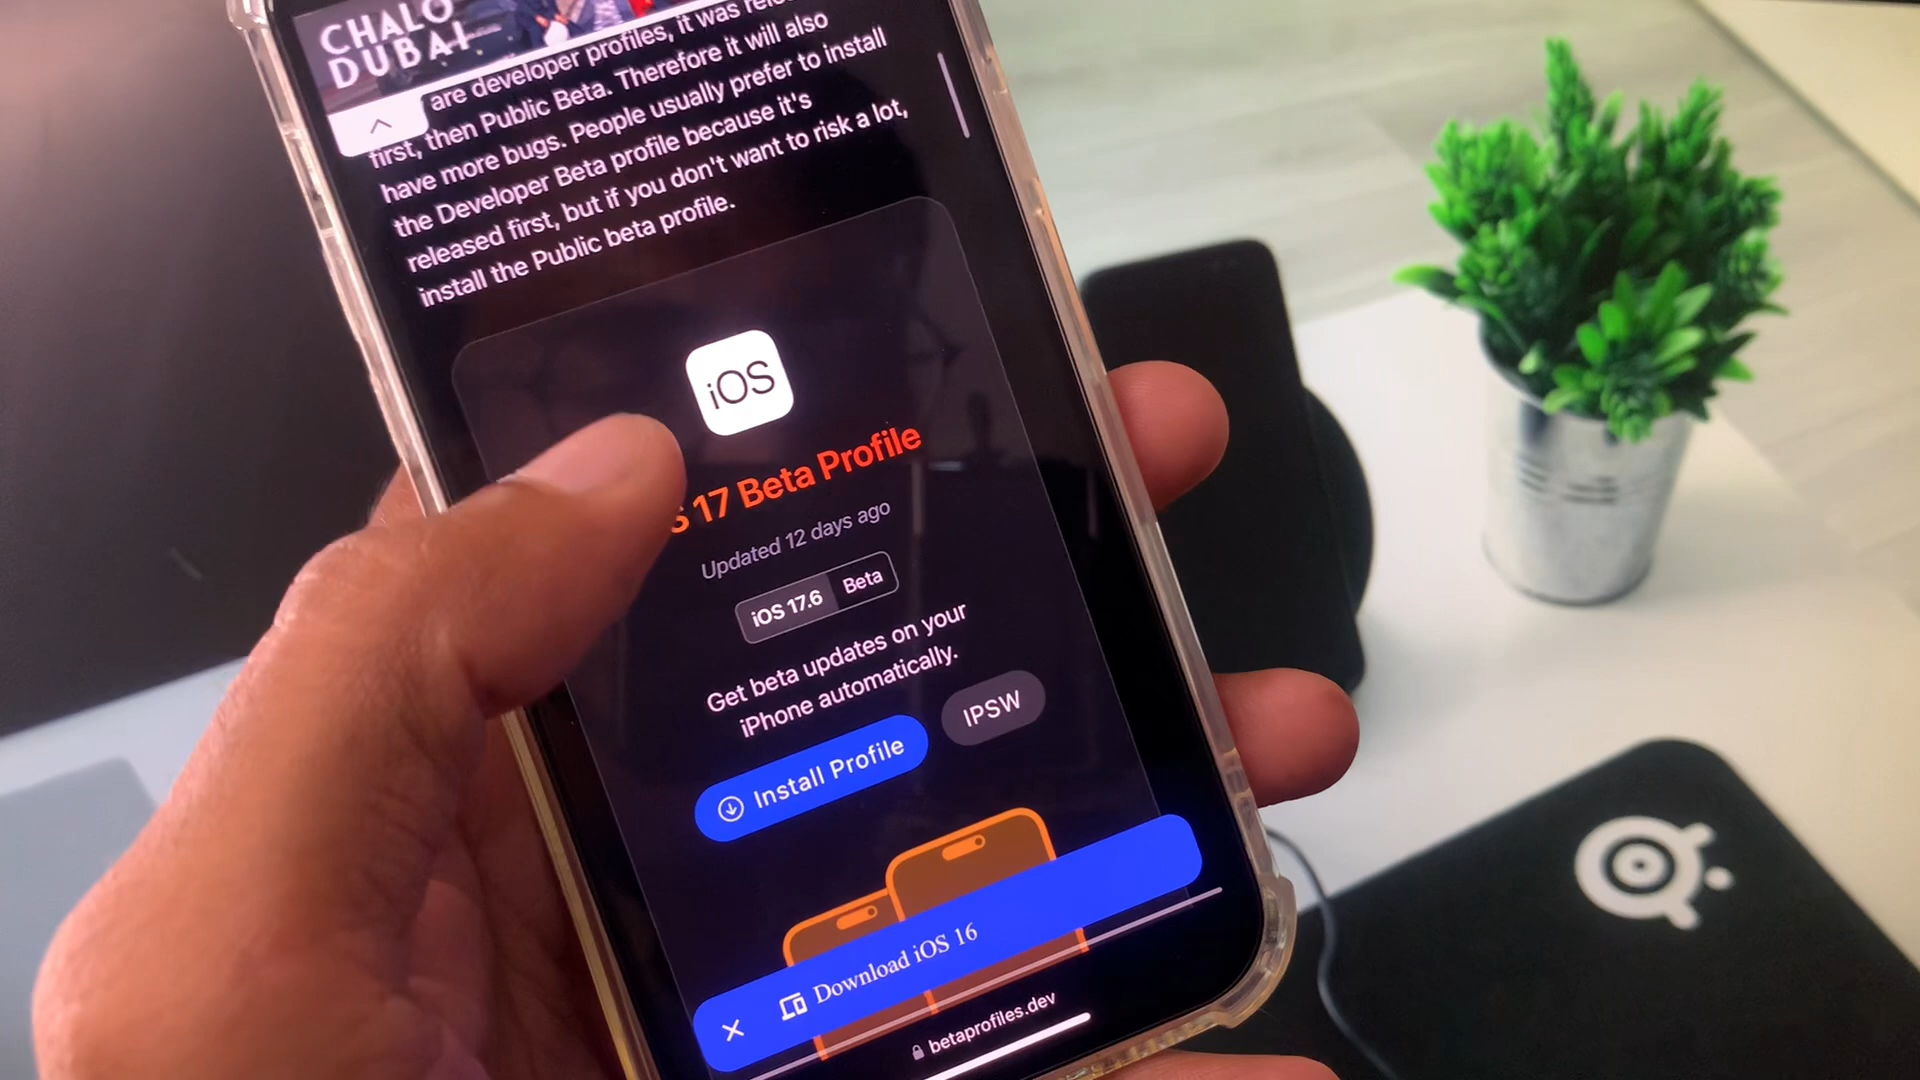 CHALO
DUBAI
are developer profiles, it was
first, then Public Beta. Therefore it will also
have more bugs. People usually prefer to install
the Developer Beta profile because it's
released first, but if you don't want to risk a lot,
install the Public beta profile.
iOS
S 17 Beta Profile
Updated 12 days ago
iOS 17.6 Beta
Get beta updates on your
iPhone automatically.
Install Profile
IPSW
Download iOS 16
betaprofiles.dev